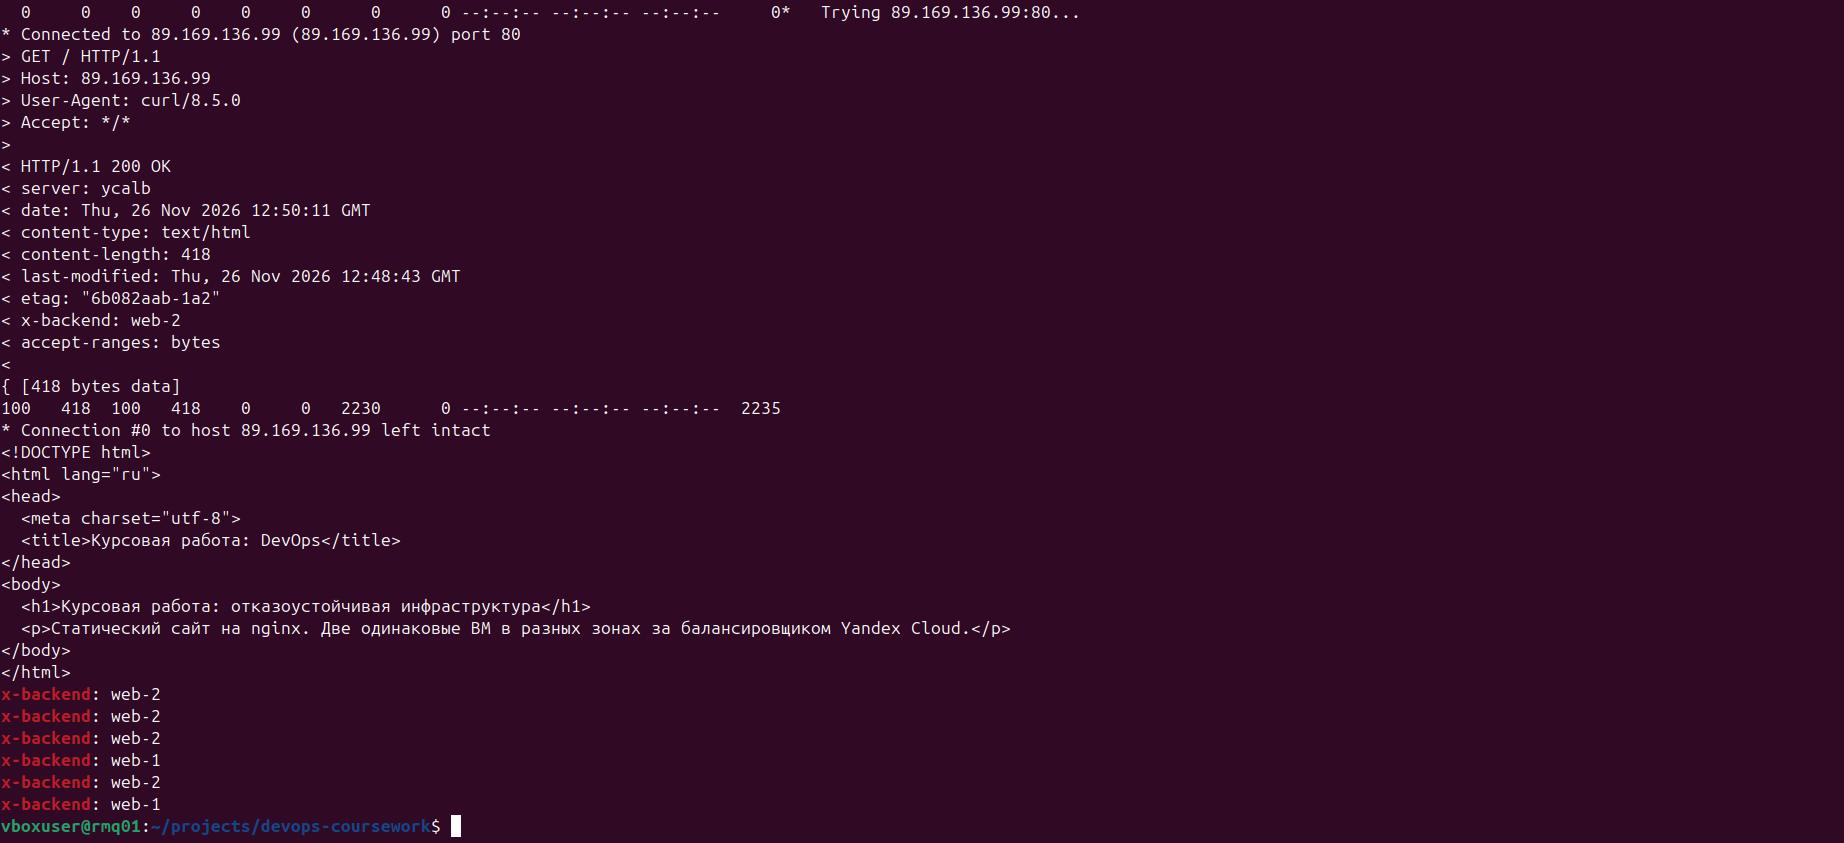 0     0    0     0    0     0      0      0 --:--:-- --:--:-- --:--:--     0*   Trying 89.169.136.99:80...
* Connected to 89.169.136.99 (89.169.136.99) port 80
> GET / HTTP/1.1
> Host: 89.169.136.99
> User-Agent: curl/8.5.0
> Accept: */*
>
< HTTP/1.1 200 OK
< server: ycalb
< date: Thu, 26 Nov 2026 12:50:11 GMT
< content-type: text/html
< content-length: 418
< last-modified: Thu, 26 Nov 2026 12:48:43 GMT
< etag: "6b082aab-1a2"
< x-backend: web-2
< accept-ranges: bytes
<
{ [418 bytes data]
100   418  100   418    0     0   2230      0 --:--:-- --:--:-- --:--:--  2235
* Connection #0 to host 89.169.136.99 left intact
<!DOCTYPE html>
<html lang="ru">
<head>
  <meta charset="utf-8">
  <title>Курсовая работа: DevOps</title>
</head>
<body>
  <h1>Курсовая работа: отказоустойчивая инфраструктура</h1>
  <p>Статический сайт на nginx. Две одинаковые ВМ в разных зонах за балансировщиком Yandex Cloud.</p>
</body>
</html>
x-backend: web-2
x-backend: web-2
x-backend: web-2
x-backend: web-1
x-backend: web-2
x-backend: web-1
vboxuser@rmq01:~/projects/devops-coursework$